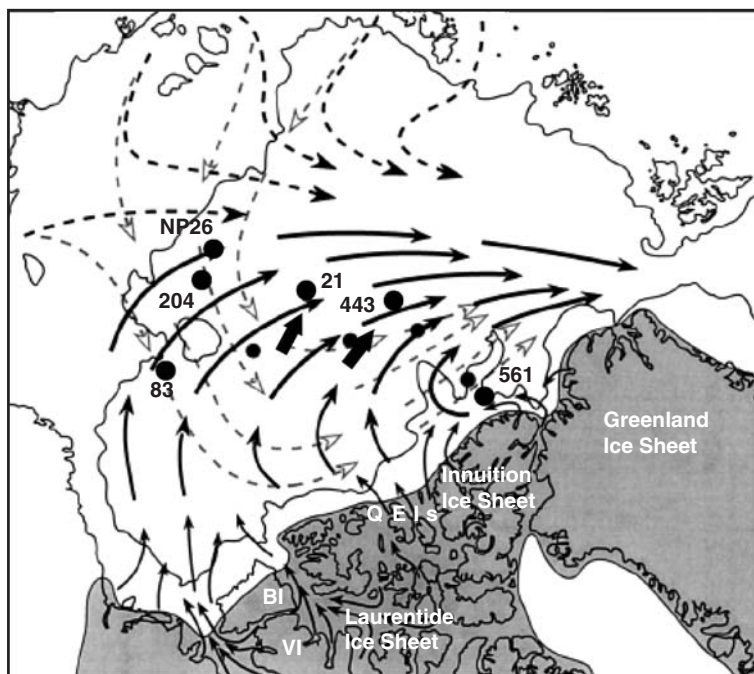 NP26
204
21
443
83
561
Greenland
Ice Sheet
Innuition
Ice Sheet
Q E I s
BI
Laurentide
Ice Sheet
VI